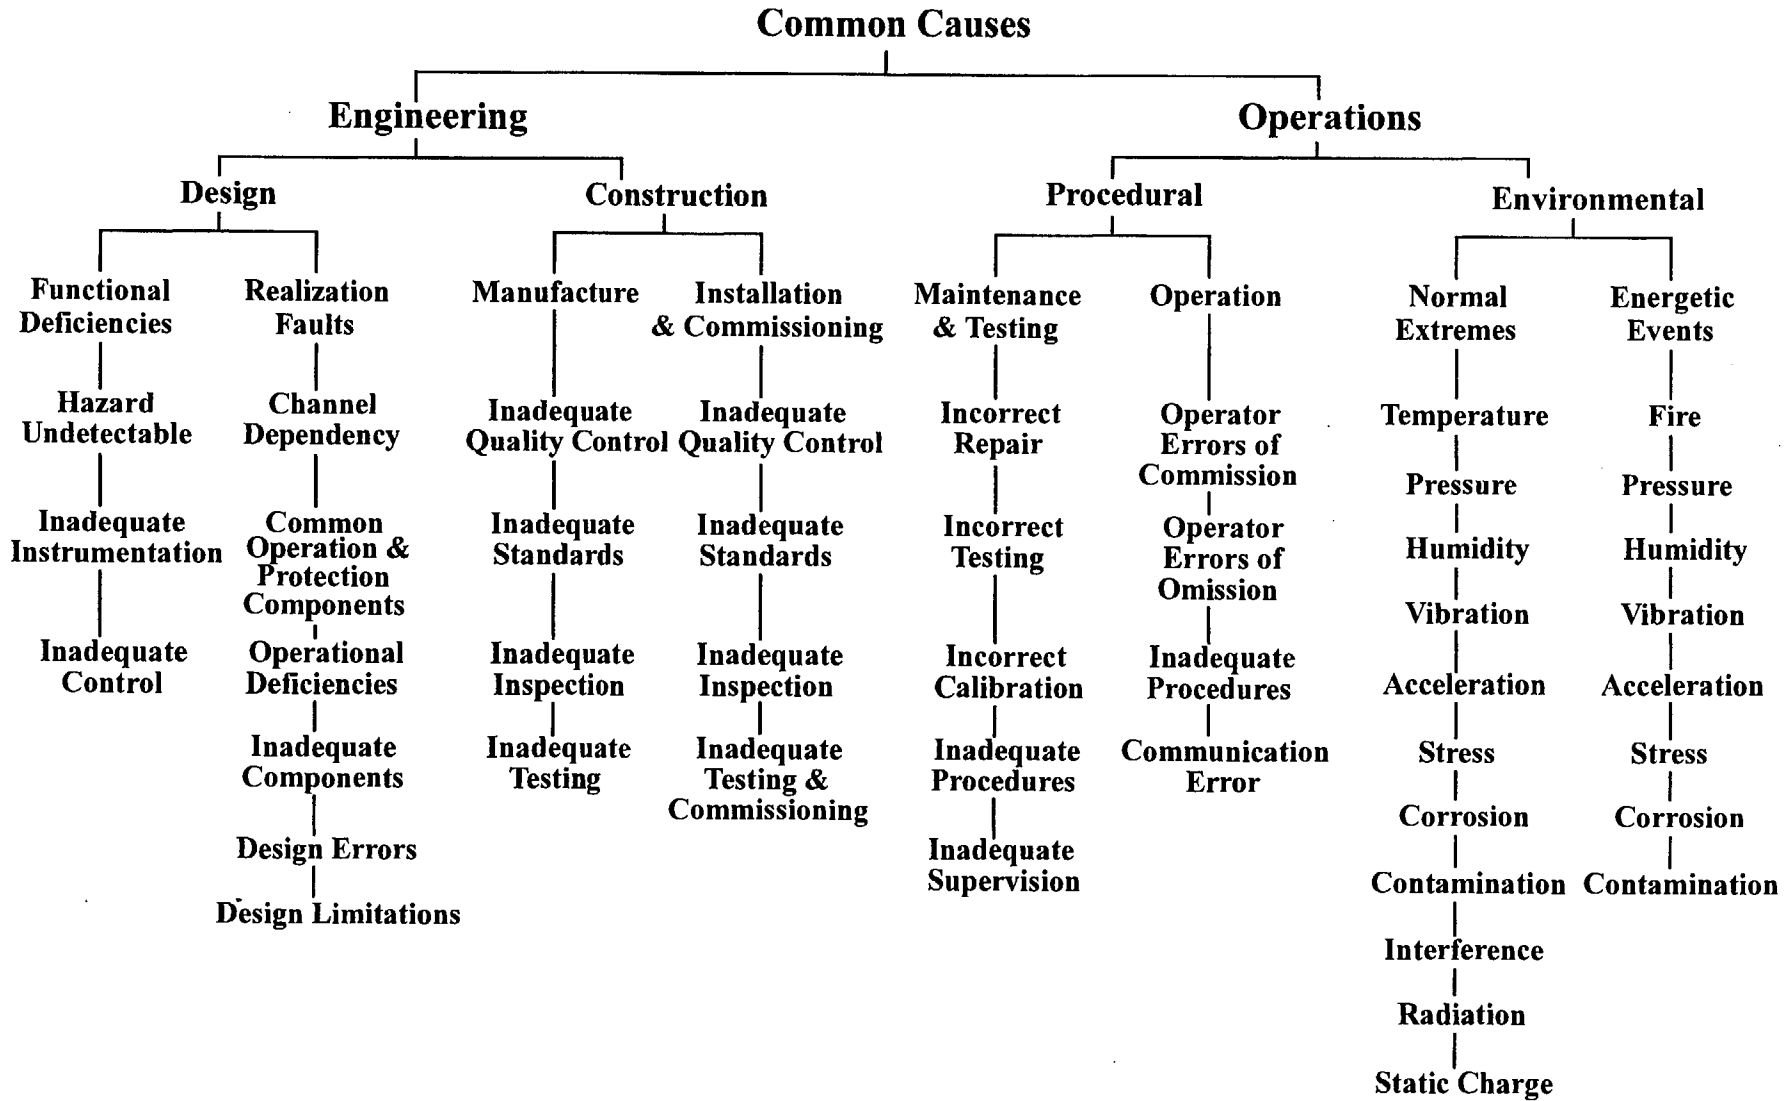 Common Causes
Engineering
Operations
Design
Construction
Procedural
Environmental
Functional
Deficiencies
Hazard
Undetectable
Inadequate
Instrumentation
Inadequate
Control
Realization
Faults
Channel
Dependency
Common
Operation &
Protection
Components
Operational
Deficiencies
Inadequate
Components
Design Errors
Design Limitations
Manufacture
Inadequate
Quality Control
Inadequate
Standards
Inadequate
Inspection
Inadequate
Testing
Installation
& Commissioning
Inadequate
Quality Control
Inadequate
Standards
Inadequate
Inspection
Inadequate
Testing &
Commissioning
Maintenance
& Testing
Incorrect
Repair
Incorrect
Testing
Incorrect
Calibration
Inadequate
Procedures
Inadequate
Supervision
Operation
Operator
Errors of
Commission
Operator
Errors of
Omission
Inadequate
Procedures
Communication
Error
Normal
Extremes
Temperature
Pressure
Humidity
Vibration
Acceleration
Stress
Corrosion
Contamination
Interference
Radiation
Static Charge
Energetic
Events
Fire
Pressure
Humidity
Vibration
Acceleration
Stress
Corrosion
Contamination